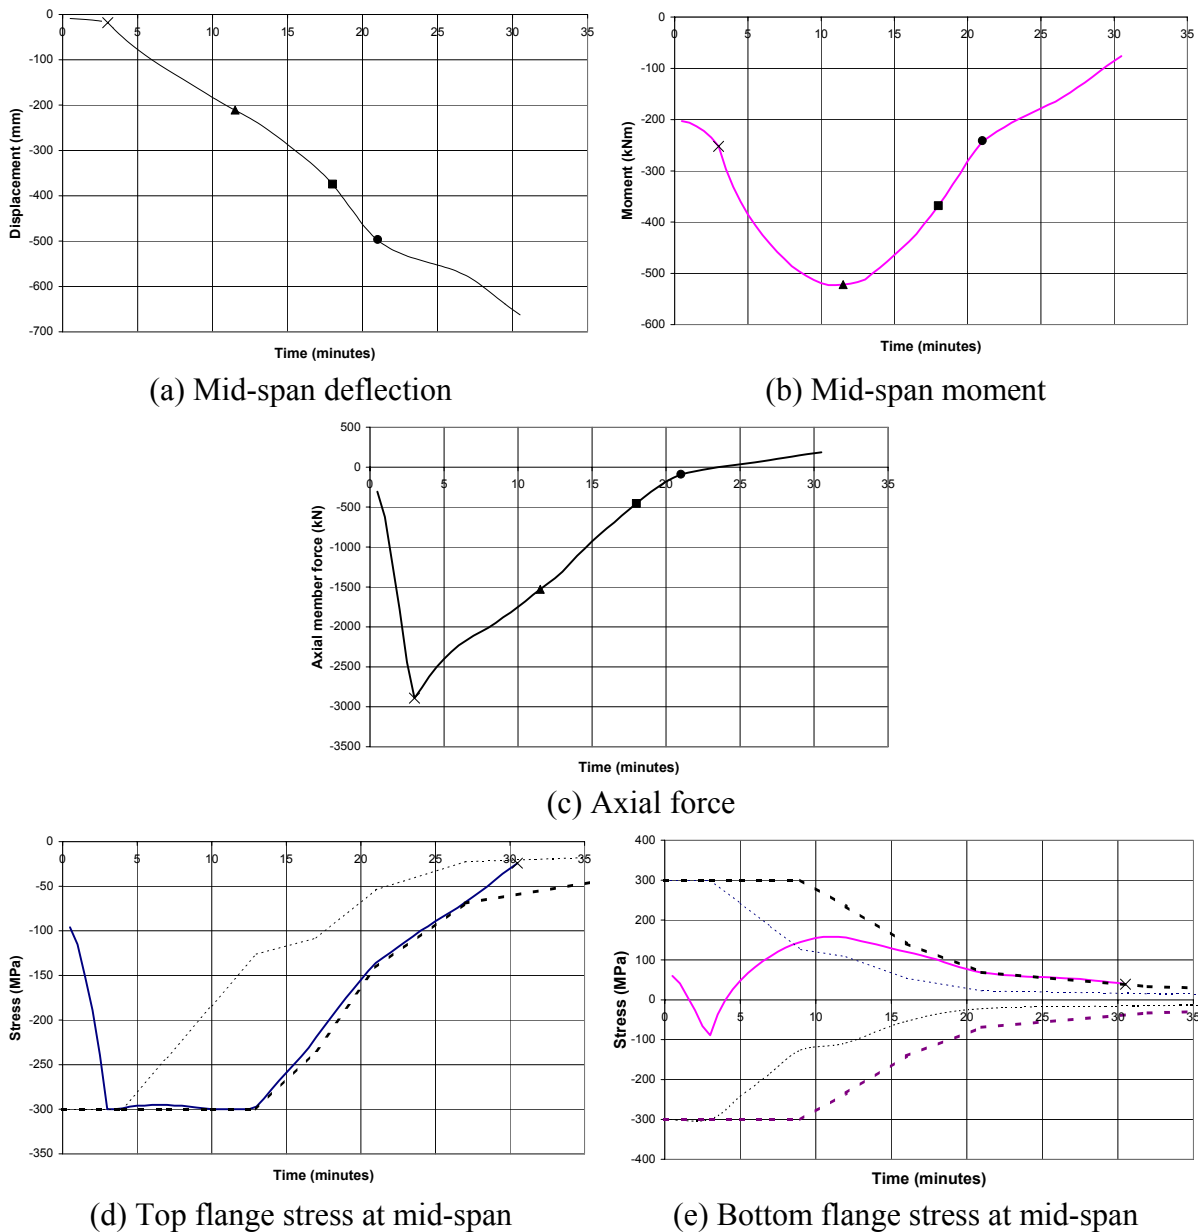 0
0 5 10 15 20 25 30 35
-100
-200
-300
-400
-500
-600
-700
Displacement (mm)
Time (minutes)
(a) Mid-span deflection
0
0 5 10 15 20 25 30 35
-100
-200
-300
-400
-500
-600
Moment (kNm)
Time (minutes)
(b) Mid-span moment
500
0
0 5 10 15 20 25 30 35
-500
-1000
-1500
-2000
-2500
-3000
-3500
Axial member force (kN)
Time (minutes)
(c) Axial force
0
0 5 10 15 20 25 30 35
-50
-100
-150
-200
-250
-300
-350
Stress (MPa)
Time (minutes)
(d) Top flange stress at mid-span
400
300
200
100
0
0 5 10 15 20 25 30 35
-100
-200
-300
-400
Stress (MPa)
Time (minutes)
(e) Bottom flange stress at mid-span